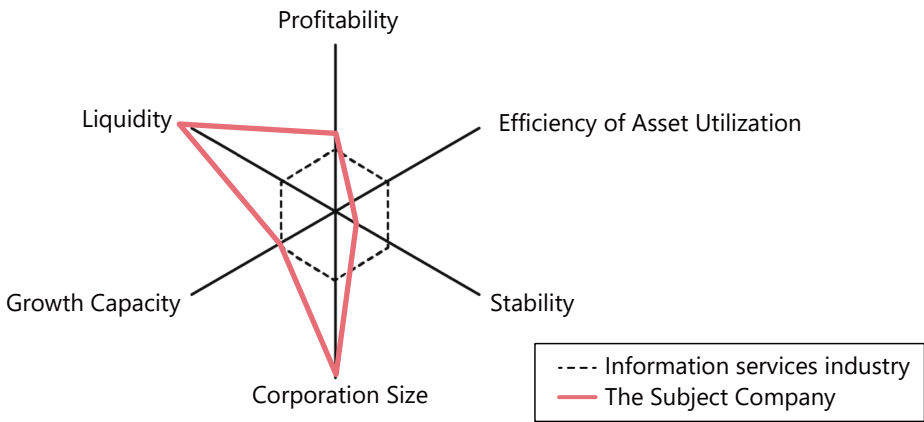 Profitability
Liquidity
Efficiency of Asset Utilization
Growth Capacity
Stability
Corporation Size
Information services industry
The Subject Company